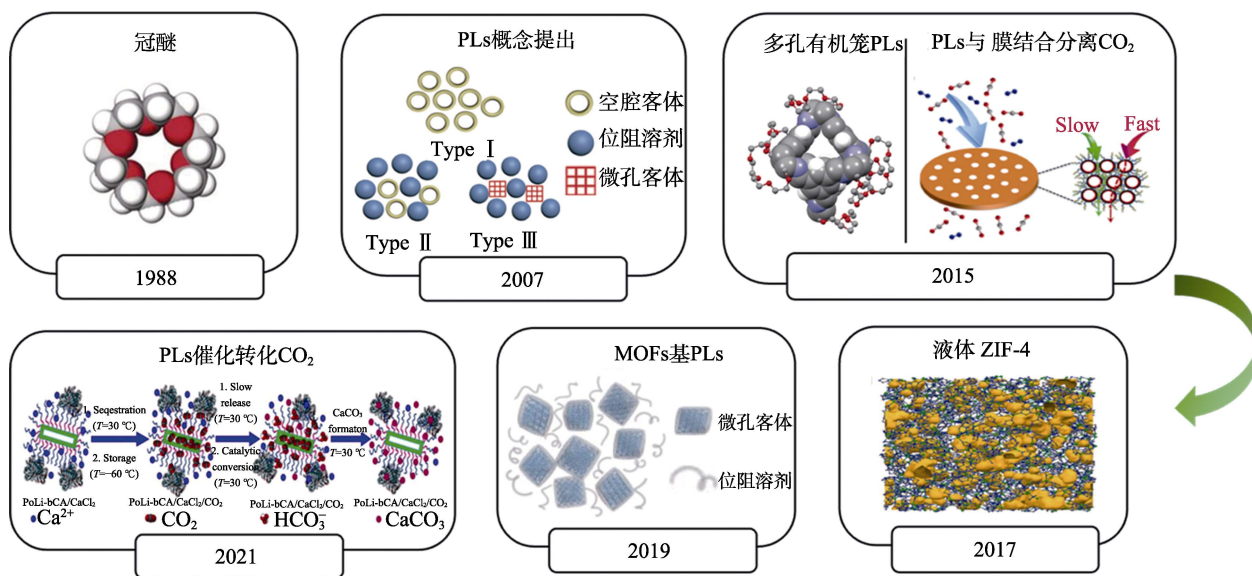 冠醚
1988
PLs概念提出
空腔客体
位阻溶剂
微孔客体
Type Ⅰ
Type Ⅱ
Type Ⅲ
2007
多孔有机笼PLs
PLs与 膜结合分离CO₂
Slow
Fast
2015
液体 ZIF-4
2017
MOFs基PLs
微孔客体
位阻溶剂
2019
PLs催化转化CO₂
1. Seqestration
(T=30 ℃)
2. Storage
(T=−60 ℃)
1. Slow
release
(T=30 ℃)
2. Catalytic
conversion
(T=30 ℃)
CaCO₃
formaton
T=30 ℃
PoLi-bCA/CaCl₂
PoLi-bCA/CaCl₂/CO₂
PoLi-bCA/CaCl₂/CO₂
PoLi-bCA/CaCl₂/CO₂
Ca²⁺
CO₂
HCO₃⁻
CaCO₃
2021